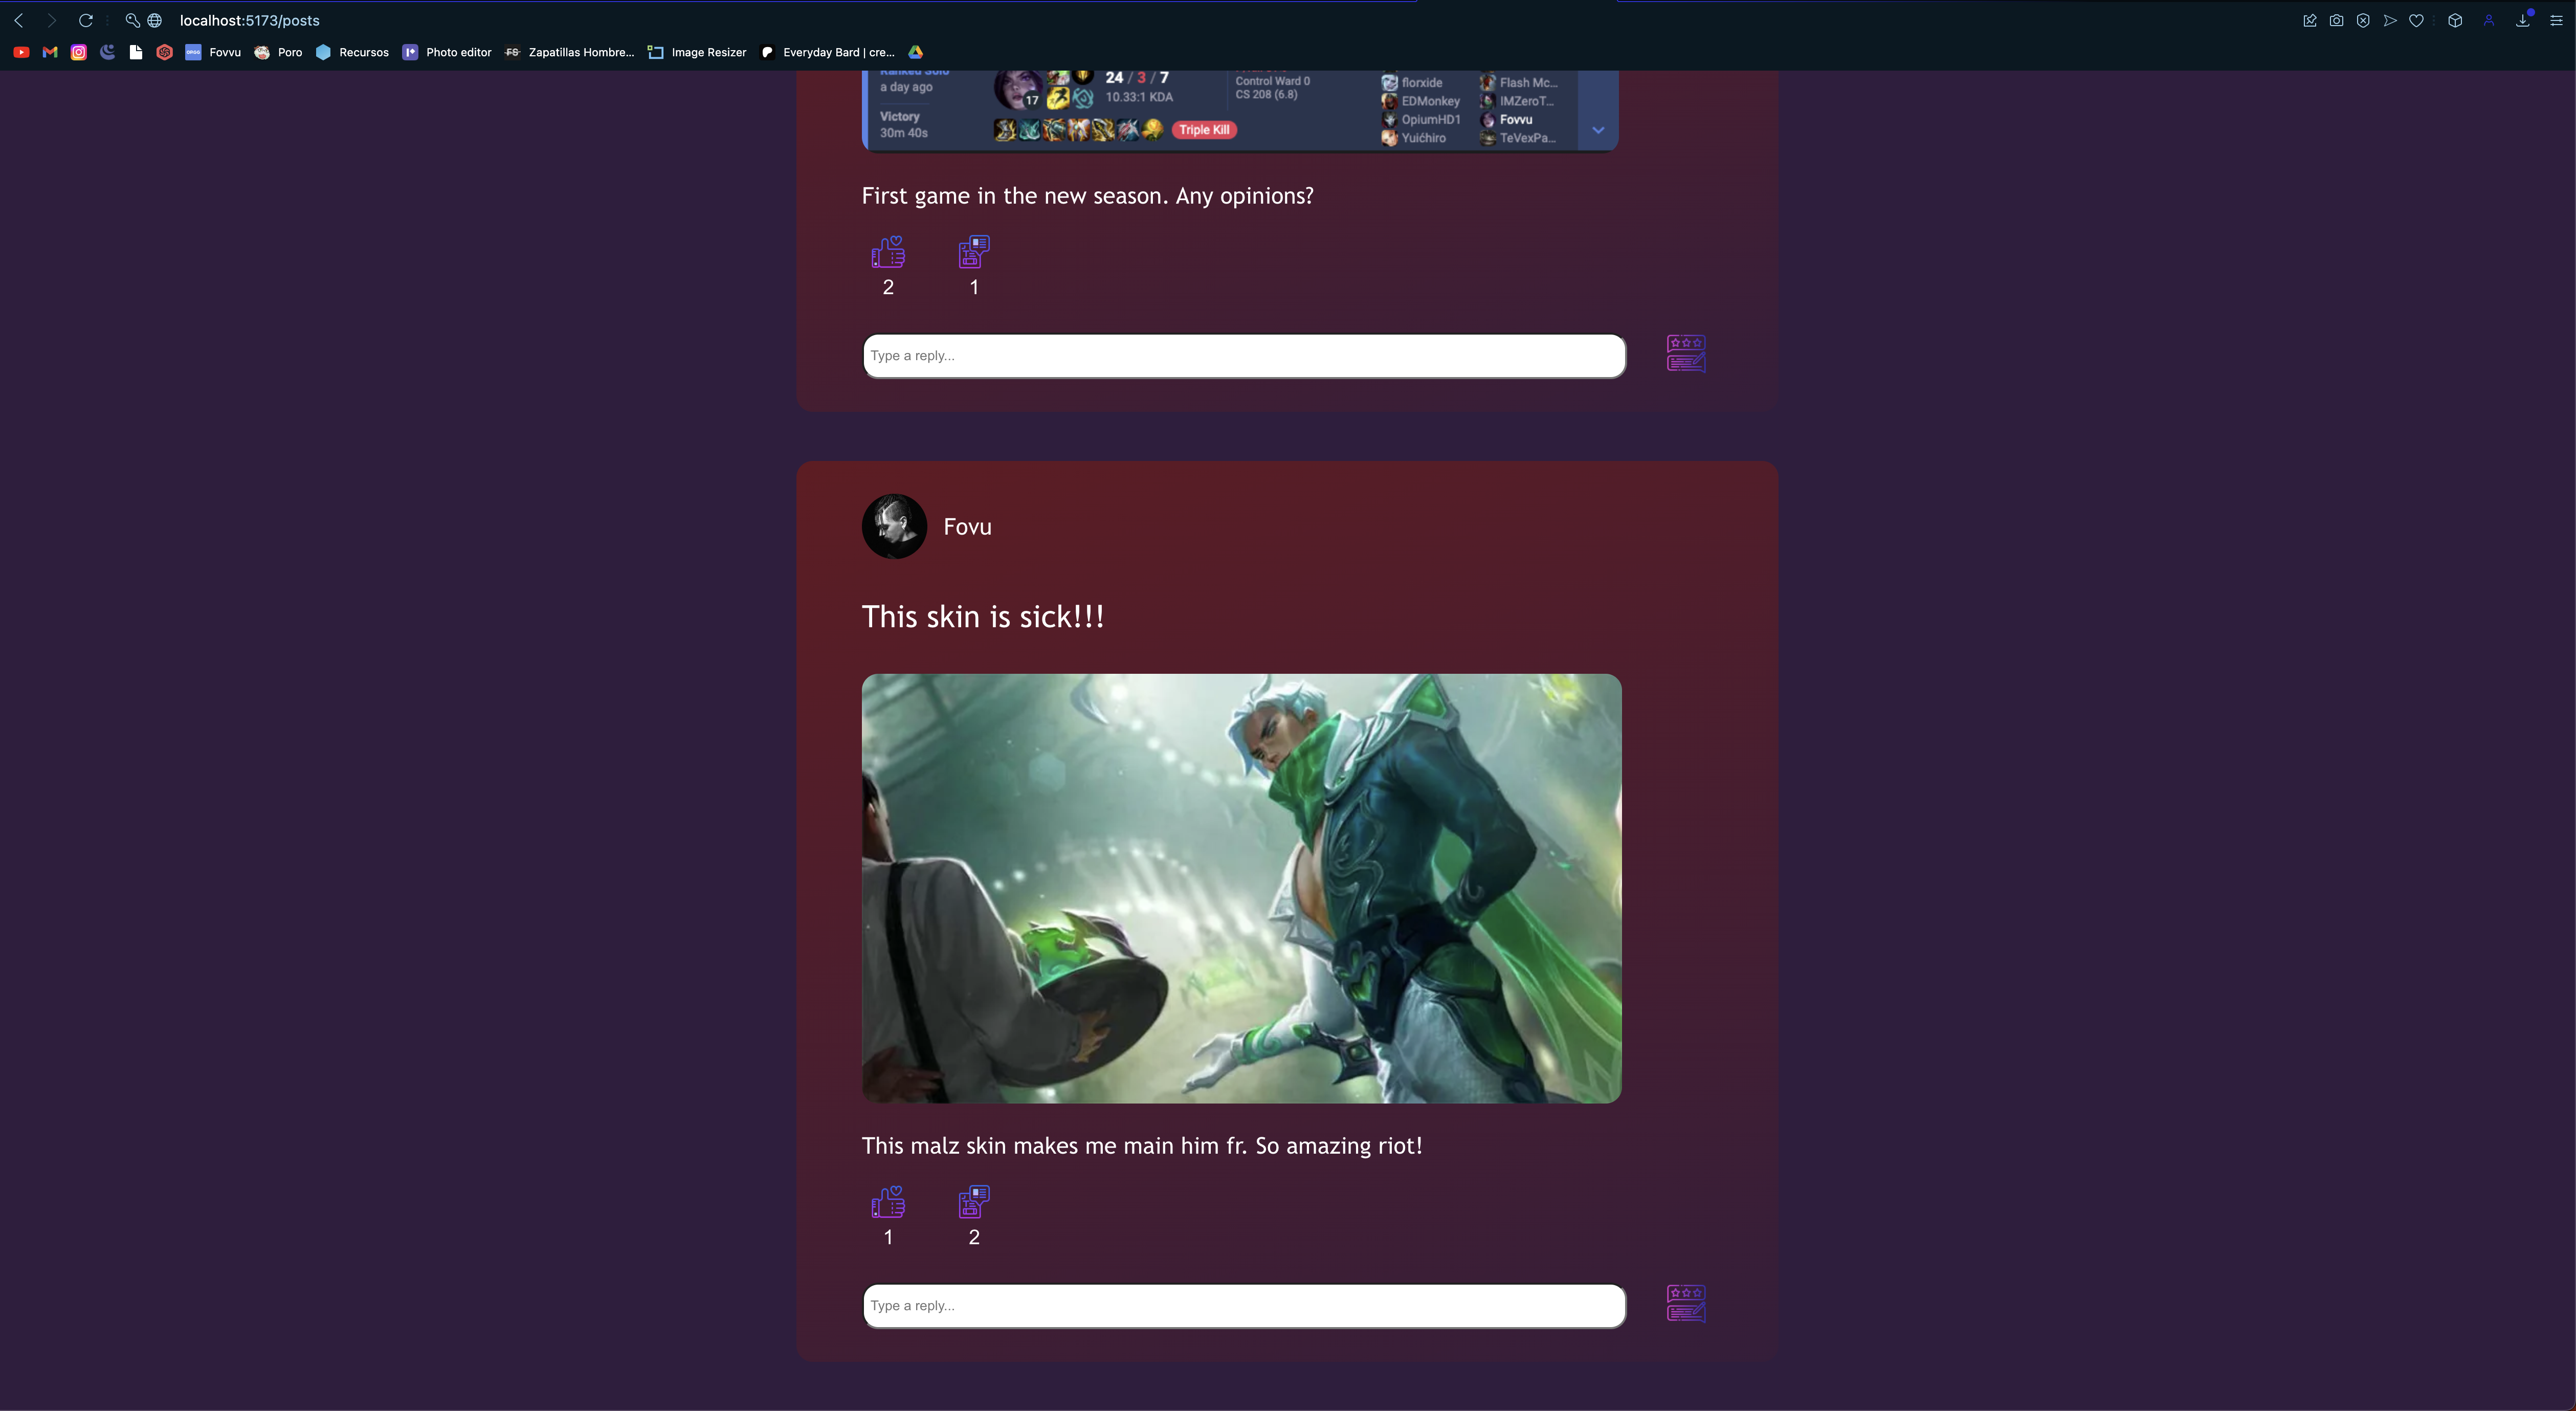 localhost:5173/posts
Fovvu
Poro
Recursos
Photo editor
FS
Zapatillas Hombre...
Image Resizer
Everyday Bard | cre...
Ranked Solo
a day ago
Victory
30m 40s
17
24 / 3 / 7
10.33:1 KDA
Triple Kill
Control Ward 0
CS 208 (6.8)
florxide
EDMonkey
OpiumHD1
Yuićhiro
Flash Mc...
IMZeroT...
Fovvu
TeVexPa...
First game in the new season. Any opinions?
2
1
Type a reply...
Fovu
This skin is sick!!!
This malz skin makes me main him fr. So amazing riot!
1
2
Type a reply...